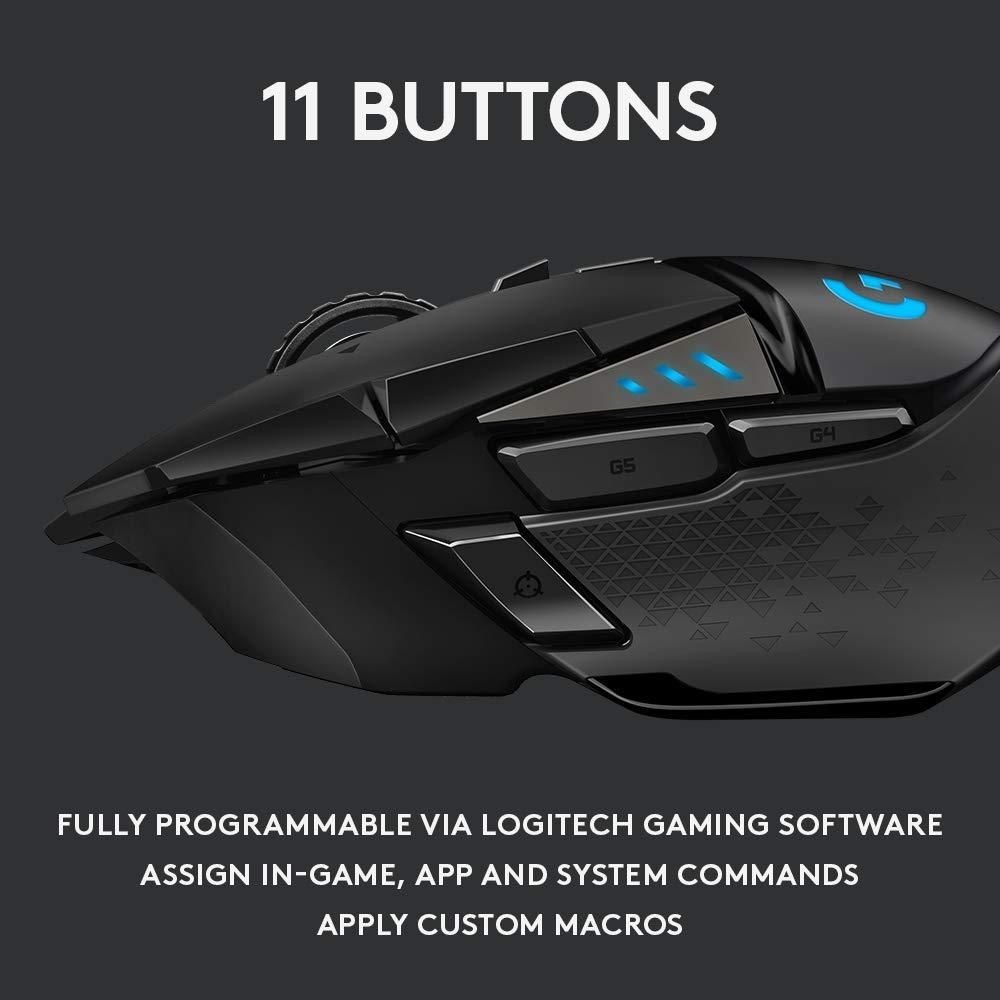 11 BUTTONS
G4
G5
FULLY PROGRAMMABLE VIA LOGITECH GAMING SOFTWARE
ASSIGN IN-GAME, APP AND SYSTEM COMMANDS
APPLY CUSTOM MACROS